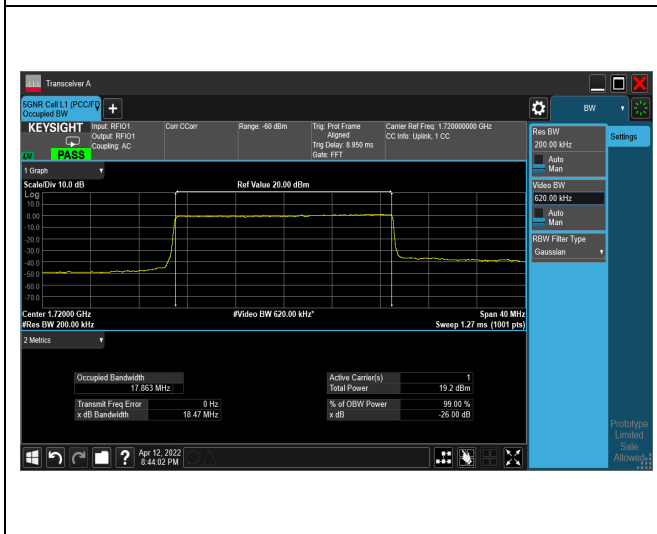 Transceiver A
5GNR Cell L1 (PCC/FD
Occupied BW
BW
KEYSIGHT
PASS
Input: RFIO1
Output: RFIO1
Coupling: AC
Corr CCorr
Range: -60 dBm
Trig: Prot Frame
Aligned
Trig Delay: 8.950 ms
Gate: FFT
Carrier Ref Freq: 1.720000000 GHz
CC Info: Uplink, 1 CC
Res BW
200.00 kHz
Auto
Man
Settings
Video BW
620.00 kHz
Auto
Man
RBW Filter Type
Gaussian
1 Graph
Scale/Div 10.0 dB
Ref Value 20.00 dBm
Log
10.0
0.00
-10.0
-20.0
-30.0
-40.0
-50.0
-60.0
-70.0
Center 1.72000 GHz
#Video BW 620.00 kHz*
Span 40 MHz
#Res BW 200.00 kHz
Sweep 1.27 ms (1001 pts)
2 Metrics
Occupied Bandwidth
17.863 MHz
Active Carrier(s) 1
Total Power 19.2 dBm
Transmit Freq Error 0 Hz
x dB Bandwidth 18.47 MHz
% of OBW Power 99.00 %
x dB -26.00 dB
Prototype
Limited
Sale
Allowed
Apr 12, 2022
8:44:02 PM